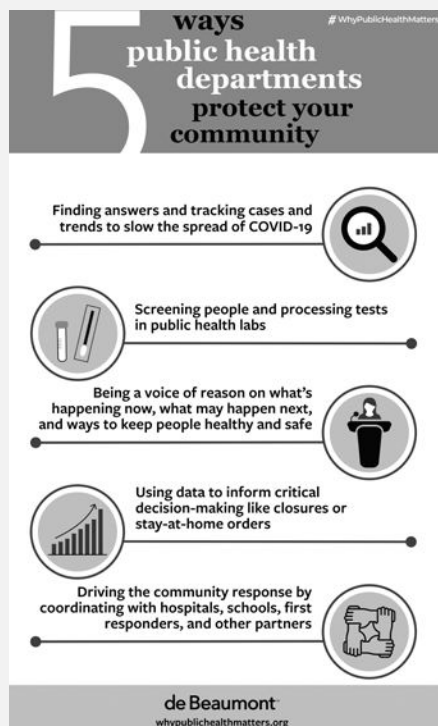 #WhyPublicHealthMatters
5 ways
public health
departments
protect your
community
Finding answers and tracking cases and
trends to slow the spread of COVID-19
Screening people and processing tests
in public health labs
Being a voice of reason on what's
happening now, what may happen next,
and ways to keep people healthy and safe
Using data to inform critical
decision-making like closures or
stay-at-home orders
Driving the community response by
coordinating with hospitals, schools, first
responders, and other partners
de Beaumont
whypublichealthmatters.org